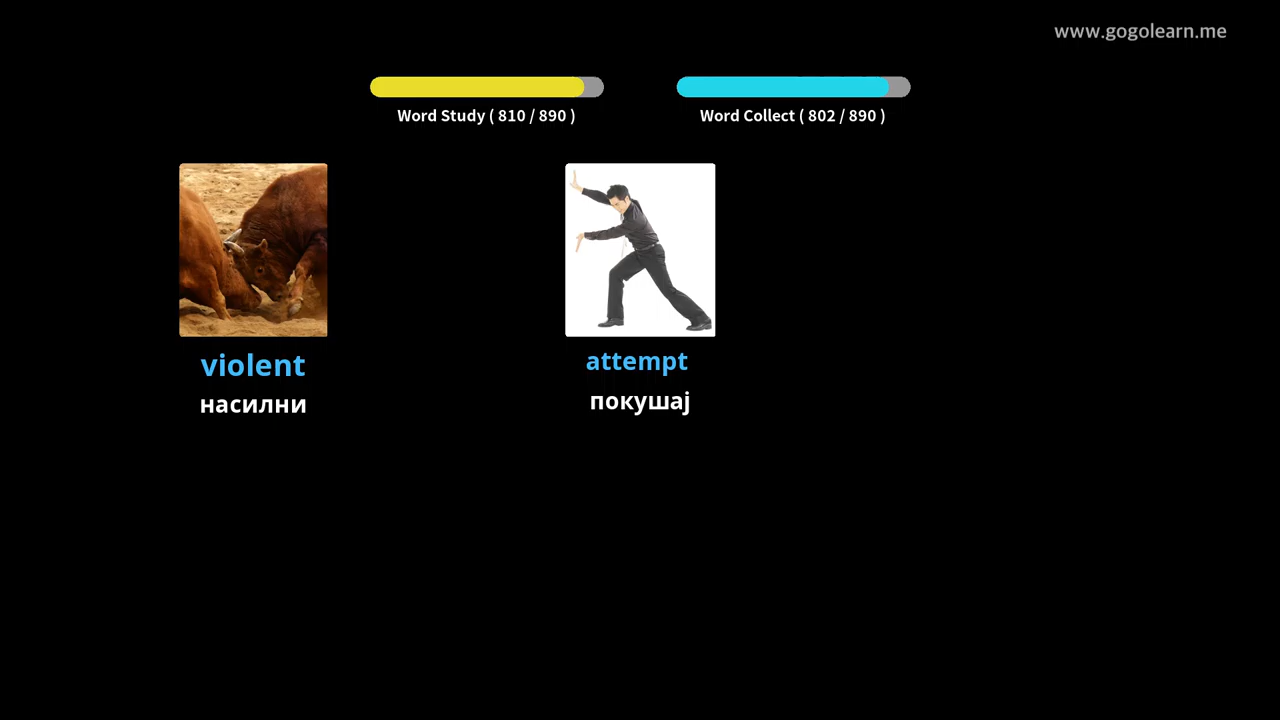 www.gogolearn.me
Word Study ( 810 / 890 )
Word Collect ( 802 / 890 )
violent
насилни
attempt
покушај